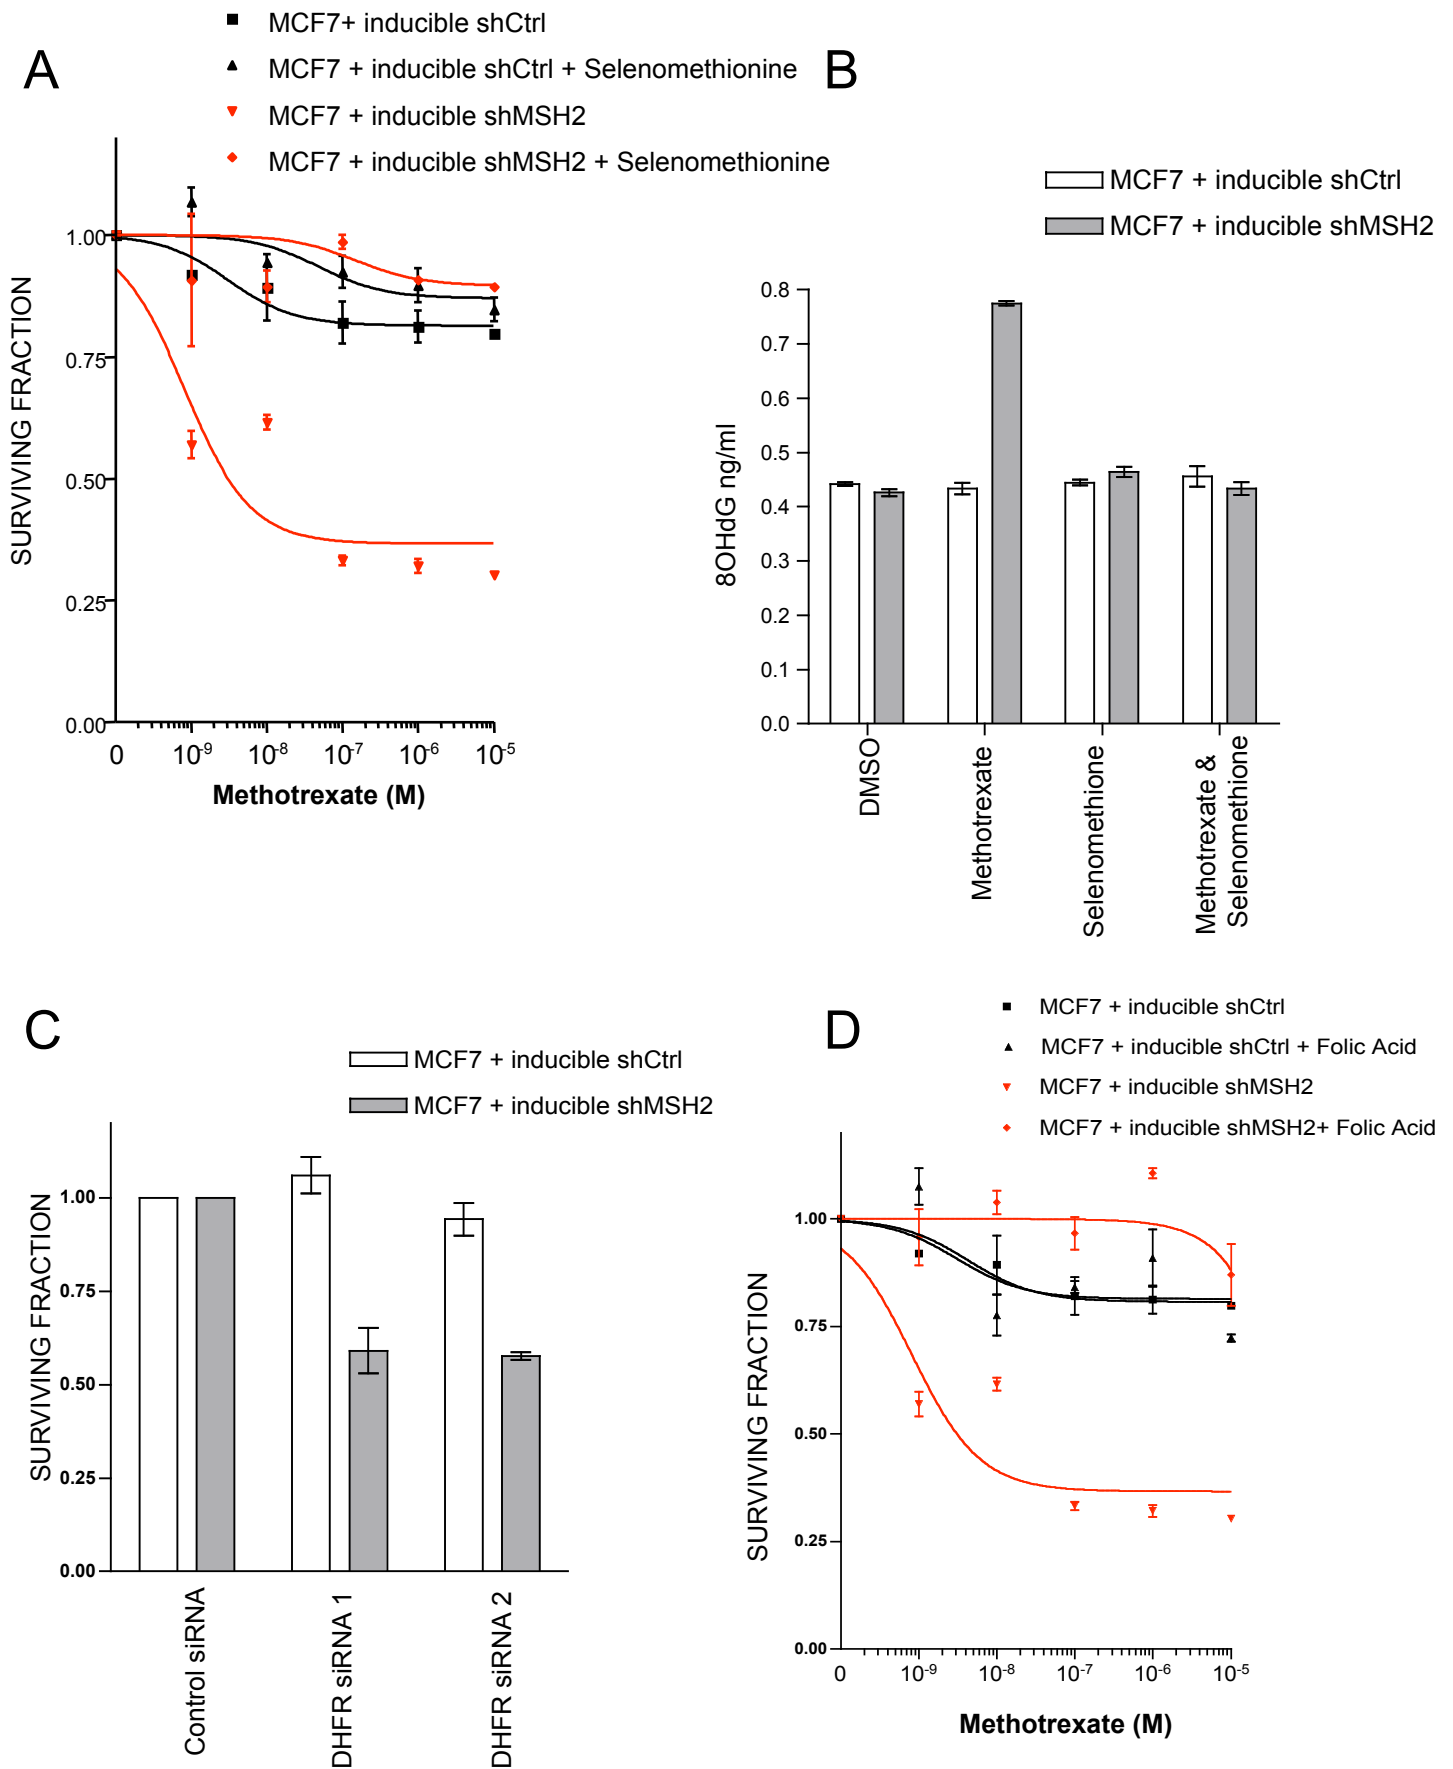 A
MCF7+ inducible shCtrl
MCF7 + inducible shCtrl + Selenomethionine
MCF7 + inducible shMSH2
MCF7 + inducible shMSH2 + Selenomethionine
SURVIVING FRACTION
1.00
0.75
0.50
0.25
0.00
0 10-9 10-8 10-7 10-6 10-5
Methotrexate (M)
B
MCF7 + inducible shCtrl
MCF7 + inducible shMSH2
8OHdG ng/ml
0.8
0.7
0.6
0.5
0.4
0.3
0.2
0.1
0.0
DMSO
Methotrexate
Selenomethione
Methotrexate &
Selenomethione
C
MCF7 + inducible shCtrl
MCF7 + inducible shMSH2
SURVIVING FRACTION
1.00
0.75
0.50
0.25
0.00
Control siRNA
DHFR siRNA 1
DHFR siRNA 2
D
MCF7 + inducible shCtrl
MCF7 + inducible shCtrl + Folic Acid
MCF7 + inducible shMSH2
MCF7 + inducible shMSH2+ Folic Acid
SURVIVING FRACTION
1.00
0.75
0.50
0.25
0.00
0 10-9 10-8 10-7 10-6 10-5
Methotrexate (M)